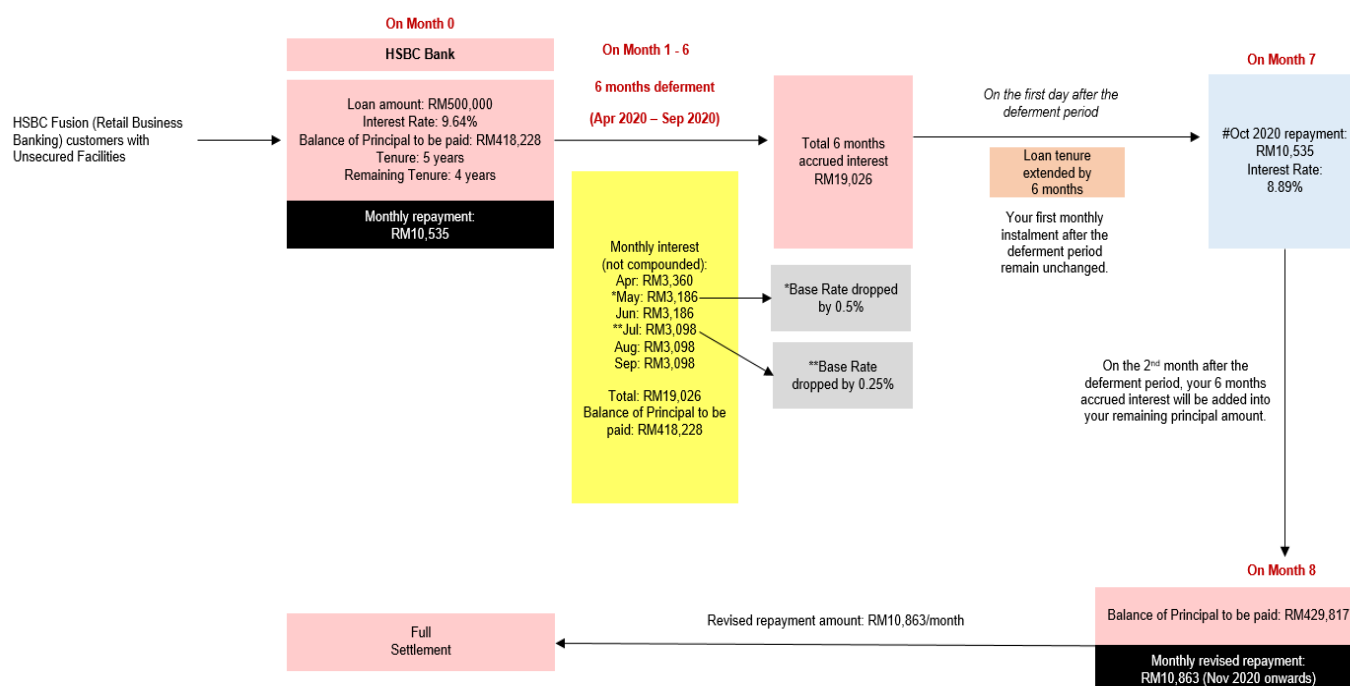 On Month 0
HSBC Bank
HSBC Fusion (Retail Business
Banking) customers with
Unsecured Facilities
Loan amount: RM500,000
Interest Rate: 9.64%
Balance of Principal to be paid: RM418,228
Tenure: 5 years
Remaining Tenure: 4 years
Monthly repayment:
RM10,535
On Month 1 - 6
6 months deferment
(Apr 2020 – Sep 2020)
Monthly interest
(not compounded):
Apr: RM3,360
*May: RM3,186
Jun: RM3,186
**Jul: RM3,098
Aug: RM3,098
Sep: RM3,098
Total: RM19,026
Balance of Principal to be
paid: RM418,228
Total 6 months
accrued interest
RM19,026
*Base Rate dropped
by 0.5%
**Base Rate
dropped by 0.25%
On the first day after the
deferment period
Loan tenure
extended by
6 months
Your first monthly
instalment after the
deferment period
remain unchanged.
On Month 7
#Oct 2020 repayment:
RM10,535
Interest Rate:
8.89%
On the 2nd month after the
deferment period, your 6 months
accrued interest will be added into
your remaining principal amount.
On Month 8
Balance of Principal to be paid: RM429,817
Monthly revised repayment:
RM10,863 (Nov 2020 onwards)
Revised repayment amount: RM10,863/month
Full
Settlement